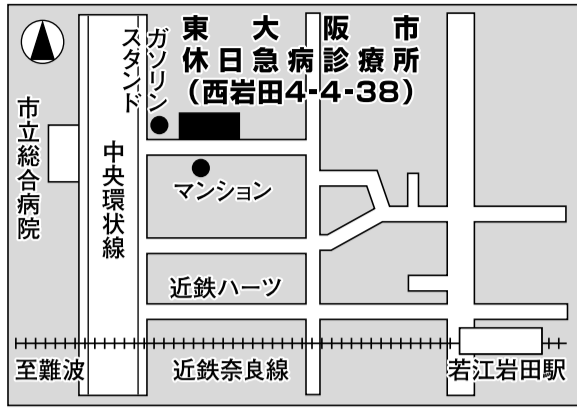 東大阪市
休日急病診療所
(西岩田4-4-38)
ガソリン
スタンド
市立総合病院
中央環状線
マンション
近鉄ハーツ
至難波
近鉄奈良線
若江岩田駅